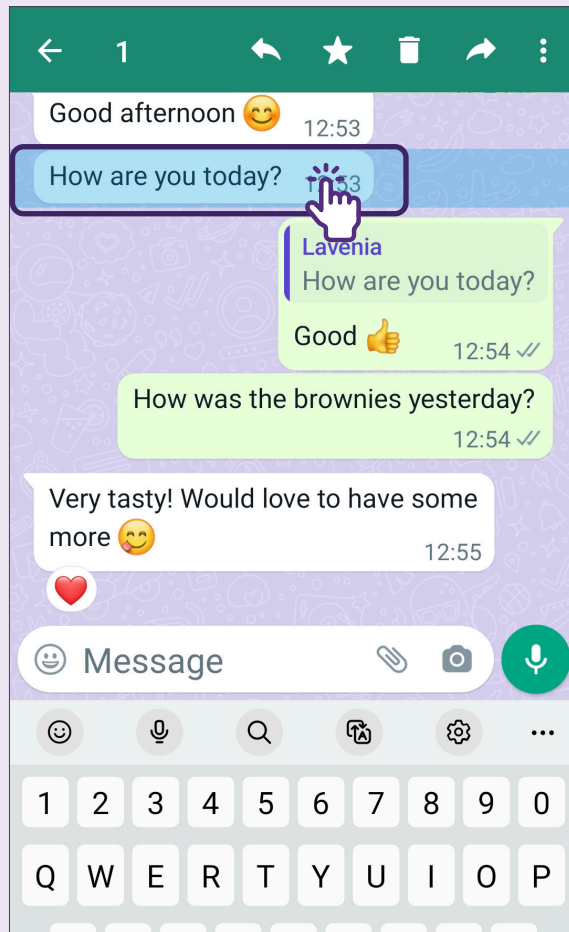 1
Good afternoon 😊
12:53
How are you today?
12:53
Lavenia
How are you today?
Good 👍
12:54
How was the brownies yesterday?
12:54
Very tasty! Would love to have some
more 😋
12:55
❤️
Message
1 2 3 4 5 6 7 8 9 0
Q W E R T Y U I O P